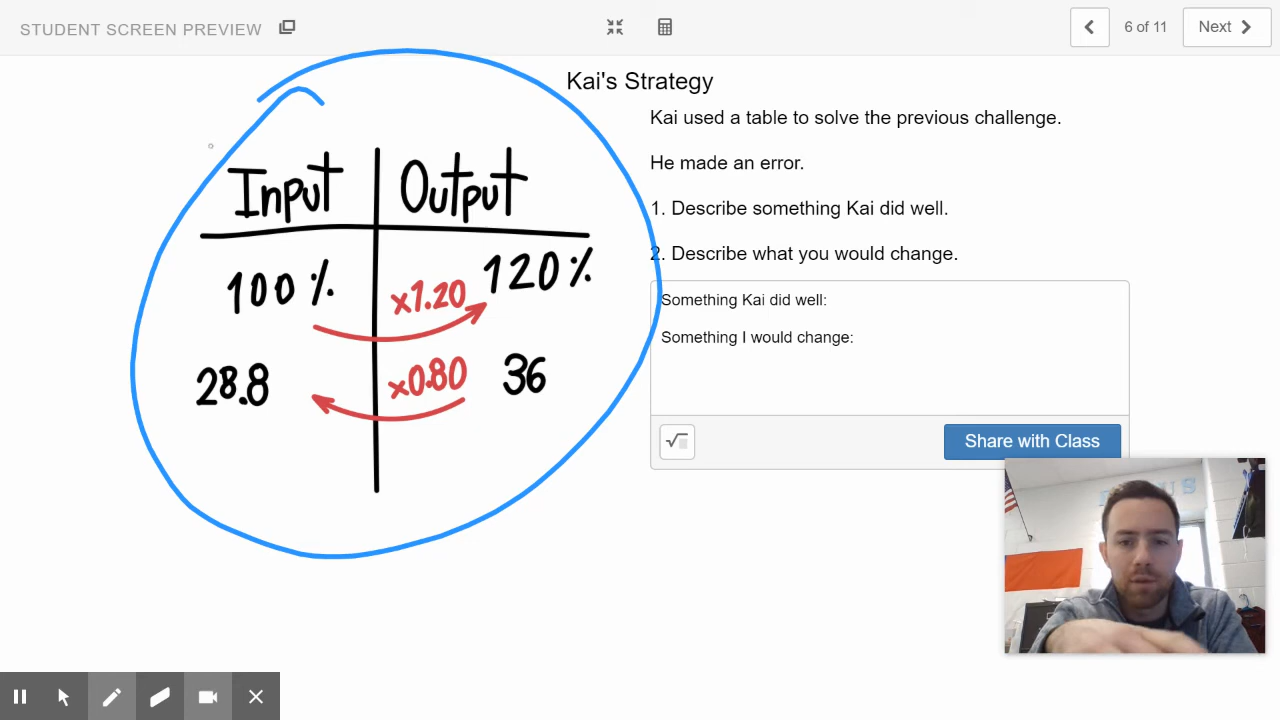 STUDENT SCREEN PREVIEW
6 of 11
Next
Kai's Strategy
Kai used a table to solve the previous challenge.
He made an error.
1. Describe something Kai did well.
2. Describe what you would change.
Input Output
100% x1.20 120%
28.8 x0.80 36
Something Kai did well:
Something I would change:
√
Share with Class